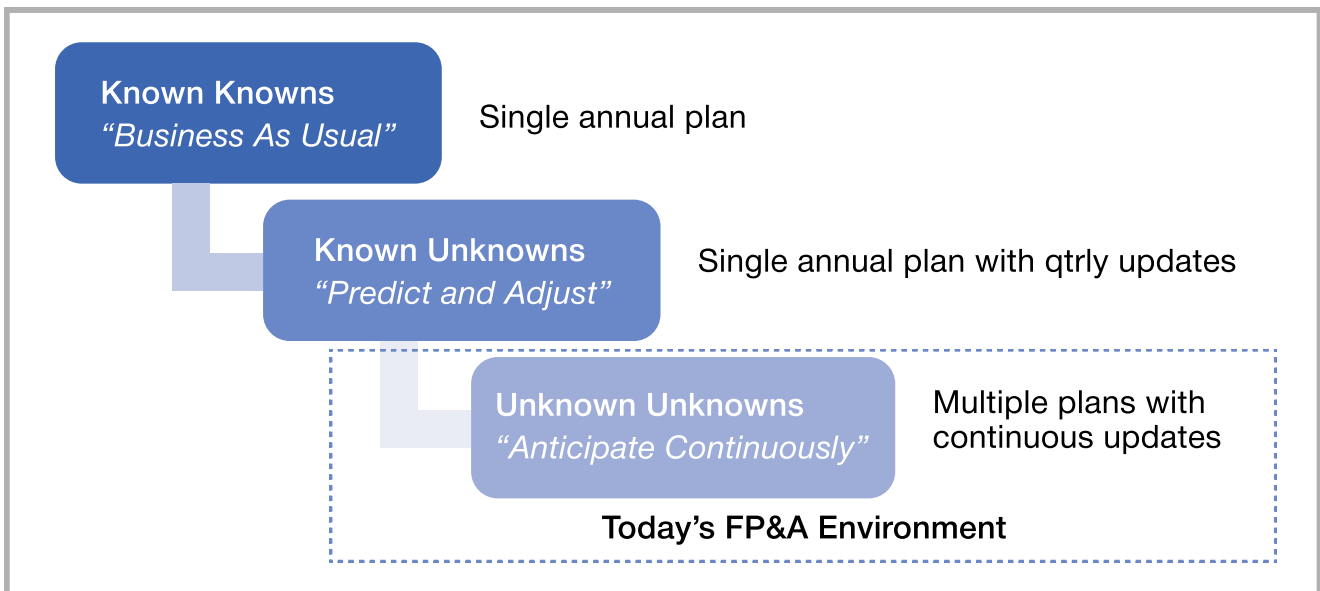 Known Knowns
“Business As Usual”
Single annual plan
Known Unknowns
“Predict and Adjust”
Single annual plan with qtrly updates
Unknown Unknowns
“Anticipate Continuously”
Multiple plans with
continuous updates
Today’s FP&A Environment